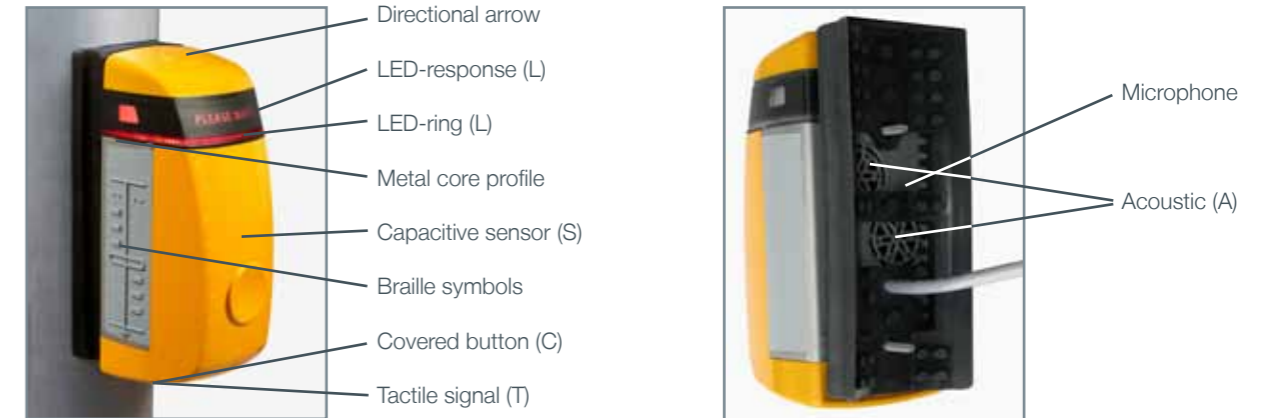 Directional arrow
LED-response (L)
LED-ring (L)
Metal core profile
Capacitive sensor (S)
Braille symbols
Covered button (C)
Tactile signal (T)
PLEASE
Microphone
Acoustic (A)